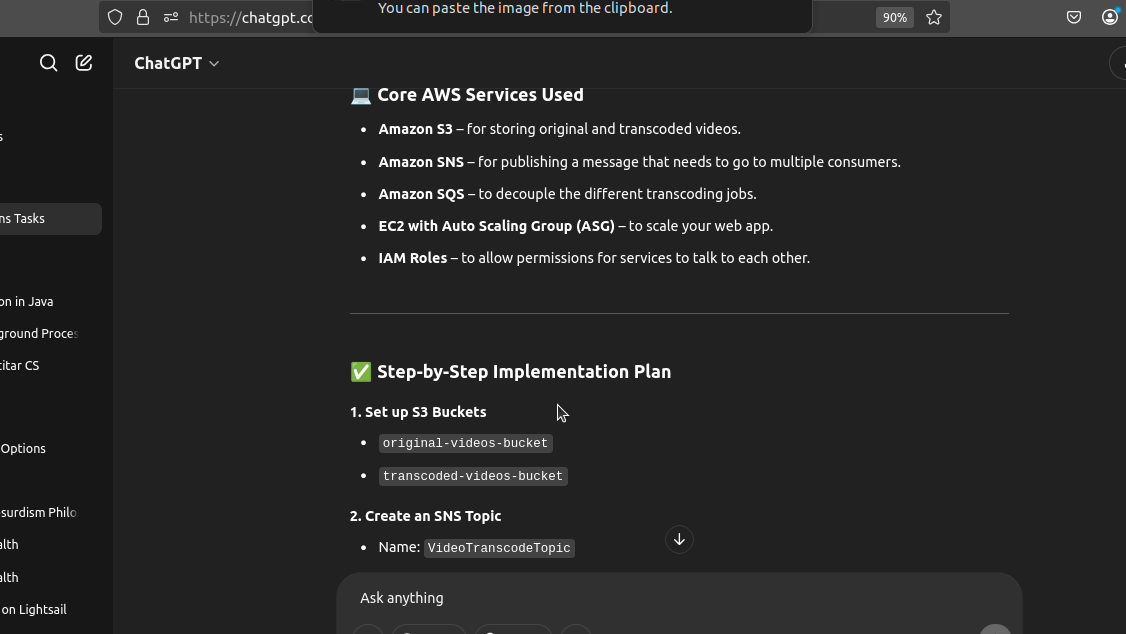 You can paste the image from the clipboard.
https://chatgpt.co
90%
ChatGPT
💻 Core AWS Services Used
s
• Amazon S3 – for storing original and transcoded videos.
• Amazon SNS – for publishing a message that needs to go to multiple consumers.
• Amazon SQS – to decouple the different transcoding jobs.
ns Tasks
• EC2 with Auto Scaling Group (ASG) – to scale your web app.
• IAM Roles – to allow permissions for services to talk to each other.
on in Java
ground Proces
itar CS
✅ Step-by-Step Implementation Plan
1. Set up S3 Buckets
• original-videos-bucket
Options
• transcoded-videos-bucket
surdism Philo
2. Create an SNS Topic
alth
• Name: VideoTranscodeTopic
alth
on Lightsail
Ask anything